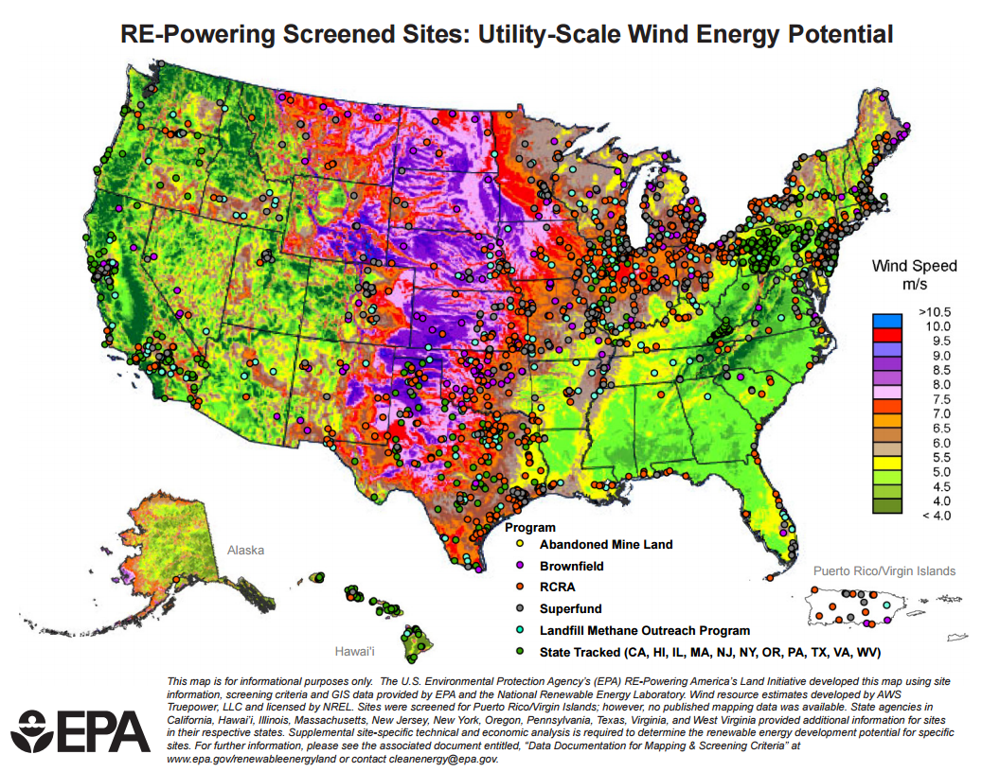 RE-Powering Screened Sites: Utility-Scale Wind Energy Potential
Wind Speed
m/s
>10.5
10.0
9.5
9.0
8.5
8.0
7.5
7.0
6.5
6.0
5.5
5.0
4.5
4.0
< 4.0
Alaska
Hawai'i
Puerto Rico/Virgin Islands
Program
Abandoned Mine Land
Brownfield
RCRA
Superfund
Landfill Methane Outreach Program
State Tracked (CA, HI, IL, MA, NJ, NY, OR, PA, TX, VA, WV)
EPA
This map is for informational purposes only. The U.S. Environmental Protection Agency's (EPA) RE-Powering America's Land Initiative developed this map using site
information, screening criteria and GIS data provided by EPA and the National Renewable Energy Laboratory. Wind resource estimates developed by AWS
Truepower, LLC and licensed by NREL. Sites were screened for Puerto Rico/Virgin Islands; however, no published mapping data was available. State agencies in
California, Hawai'i, Illinois, Massachusetts, New Jersey, New York, Oregon, Pennsylvania, Texas, Virginia, and West Virginia provided additional information for sites
in their respective states. Supplemental site-specific technical and economic analysis is required to determine the renewable energy development potential for specific
sites. For further information, please see the associated document entitled, "Data Documentation for Mapping & Screening Criteria" at
www.epa.gov/renewableenergyland or contact cleanenergy@epa.gov.